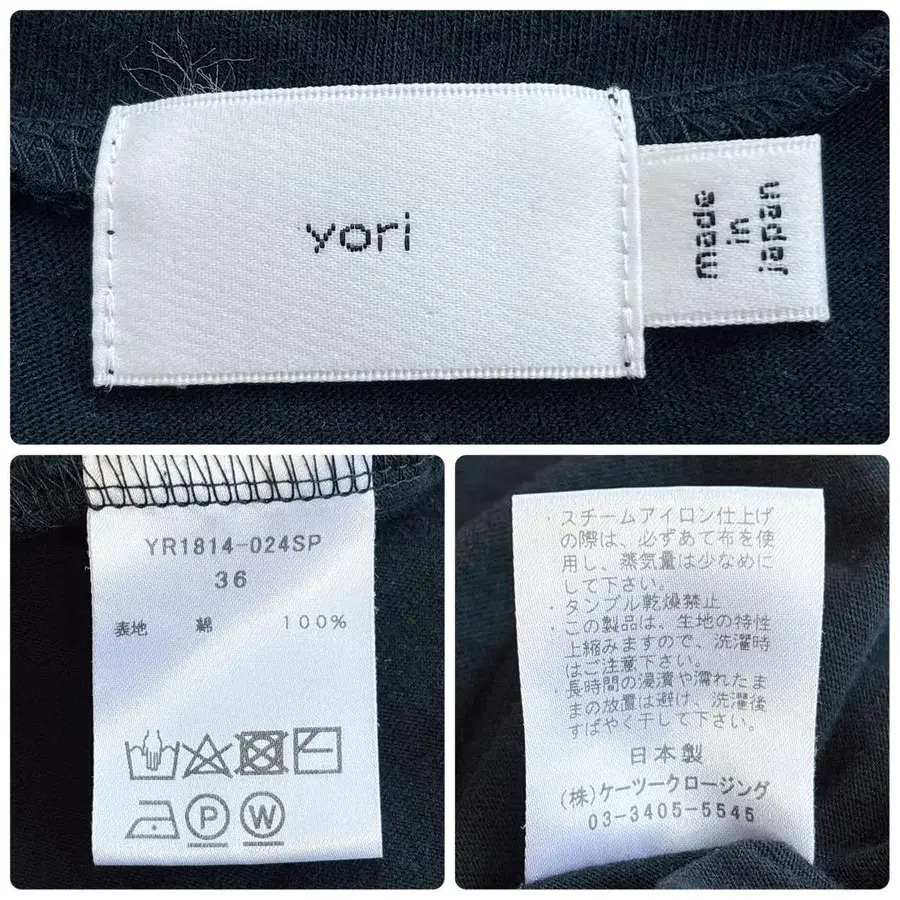 yori
made
in
japan
YR1814-024SP
36
表地 綿 100%
P W
・スチームアイロン仕上げ
の際は、必ずあて布を使
用し、蒸気量は少なめに
して下さい。
・タンブル乾燥禁止
・この製品は、生地の特性
上縮みますので、洗濯時
はご注意下さい。
・長時間の浸漬や濡れたま
まの放置は避け、洗濯後
すばやく干して下さい。
日本製
(株)ケーツークロージング
03-3405-5545